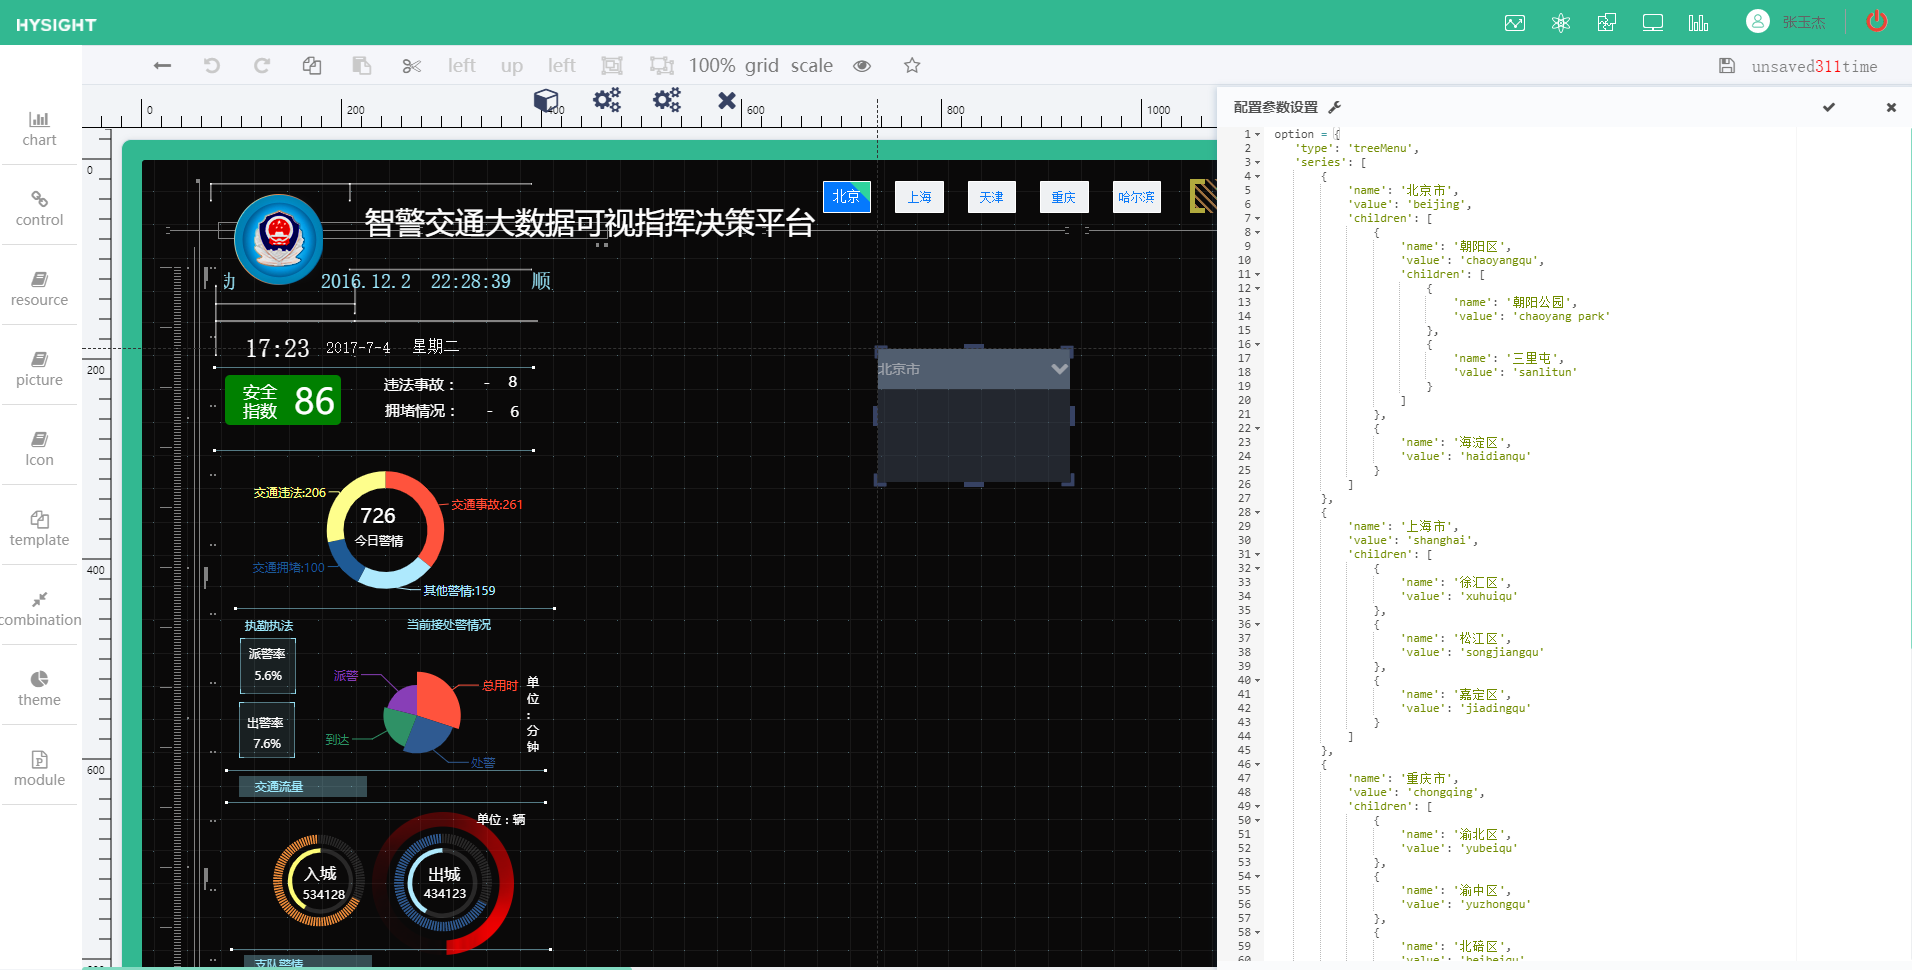 HYSIGHT
张玉杰
left up left 100% grid scale
unsaved311time
chart
control
resource
picture
Icon
template
combination
theme
module
0 200 400 600 800 1000
0
200
400
600
智警交通大数据可视指挥决策平台
北京 上海 天津 重庆 哈尔滨
2016.12.2 22:28:39 顺
17:23 2017-7-4 星期二
安全
指数
86
违法事故： - 8
拥堵情况： - 6
北京市
交通违法:206
交通事故:261
726
今日警情
交通拥堵:100
其他警情:159
执勤执法
当前接处警情况
派警率
5.6%
出警率
7.6%
派警
总用时
到达
处警
单位：分钟
交通流量
单位：辆
入城
534128
出城
434123
支队警情
配置参数设置
1 option = {
2 'type': 'treeMenu',
3 'series': [
4 {
5 'name': '北京市',
6 'value': 'beijing',
7 'children': [
8 {
9 'name': '朝阳区',
10 'value': 'chaoyangqu',
11 'children': [
12 {
13 'name': '朝阳公园',
14 'value': 'chaoyang park'
15 },
16 {
17 'name': '三里屯',
18 'value': 'sanlitun'
19 }
20 ]
21 },
22 {
23 'name': '海淀区',
24 'value': 'haidianqu'
25 }
26 ]
27 },
28 {
29 'name': '上海市',
30 'value': 'shanghai',
31 'children': [
32 {
33 'name': '徐汇区',
34 'value': 'xuhuiqu'
35 },
36 {
37 'name': '松江区',
38 'value': 'songjiangqu'
39 },
40 {
41 'name': '嘉定区',
42 'value': 'jiadingqu'
43 }
44 ]
45 },
46 {
47 'name': '重庆市',
48 'value': 'chongqing',
49 'children': [
50 {
51 'name': '渝北区',
52 'value': 'yubeiqu'
53 },
54 {
55 'name': '渝中区',
56 'value': 'yuzhongqu'
57 },
58 {
59 'name': '北碚区',
60 'value': 'beibeiqu'